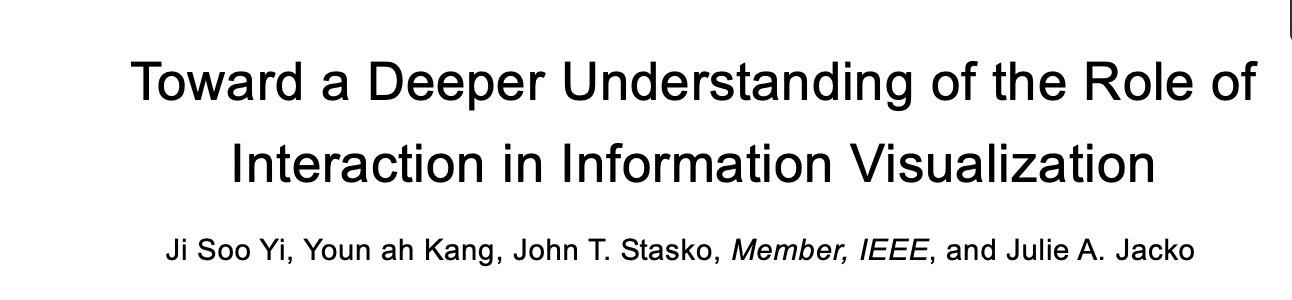 Toward a Deeper Understanding of the Role of
Interaction in Information Visualization
Ji Soo Yi, Youn ah Kang, John T. Stasko, Member, IEEE, and Julie A. Jacko